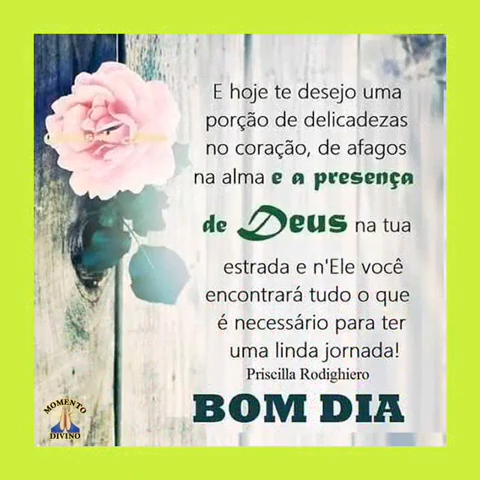 E hoje te desejo uma
porção de delicadezas
no coração, de afagos
na alma e a presença
de Deus na tua
estrada e n'Ele você
encontrará tudo o que
é necessário para ter
uma linda jornada!
Priscilla Rodighiero
BOM DIA
MOMENTO
DIVINO